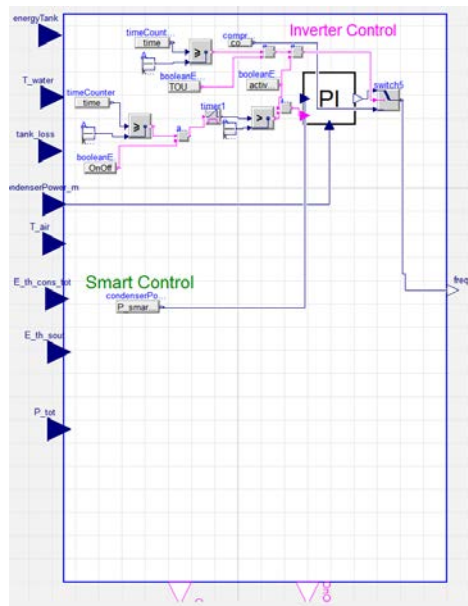 energyTank
timeCount
time
compr...
co...
Inverter Control
T_water
timeCounter
time
booleanE
TOU
booleanE
activ...
PI
switch5
timer1
a...
tank_loss
booleanE
OnOff
ndenserPower_m
T_air
E_th_cons_tot
Smart Control
condenserPo...
P_smar...
freq
E_th_sou
P_tot